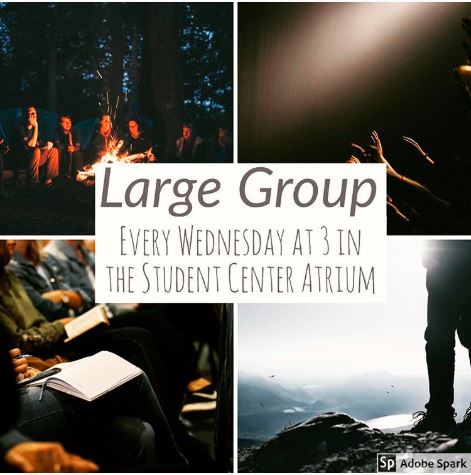 Large Group
Every Wednesday at 3 in
the Student Center Atrium
Sp Adobe Spark